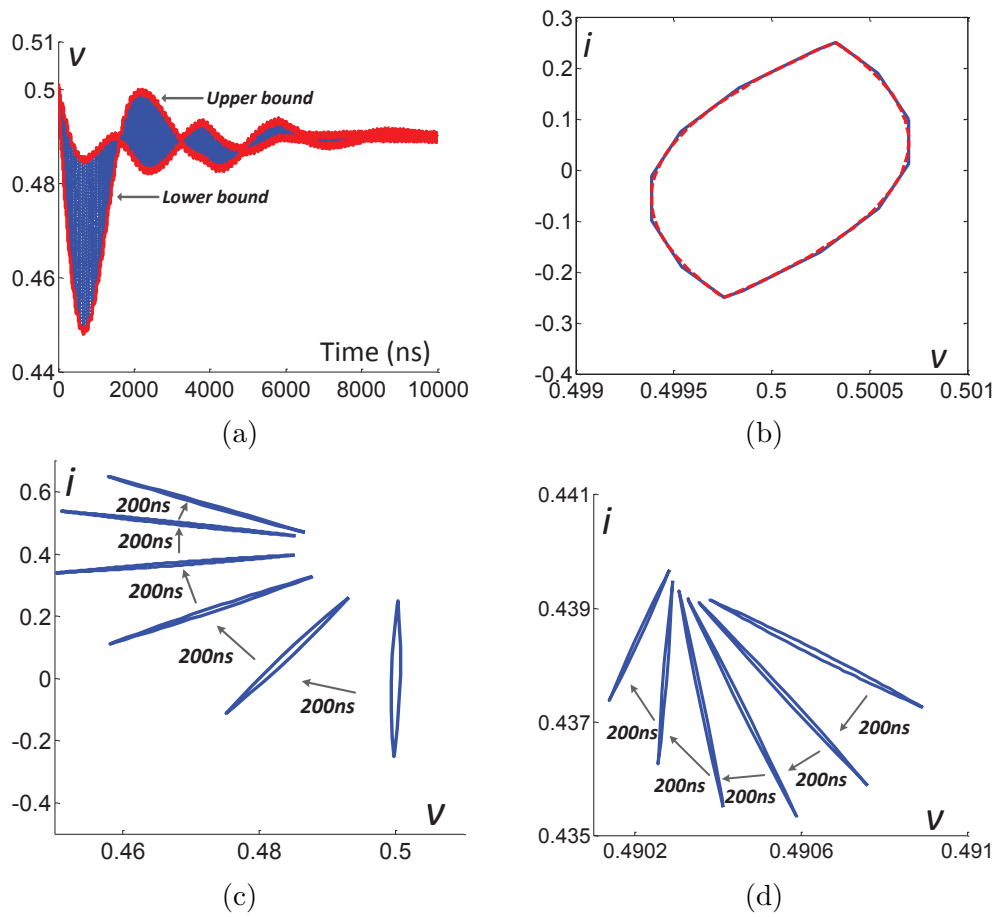 v
0.51
0.5
0.48
0.46
0.44
Upper bound
Lower bound
Time (ns)
0 2000 4000 6000 8000 10000
(a)
i
0.3
0.2
0.1
0
-0.1
-0.2
-0.3
-0.4
v
0.499 0.4995 0.5 0.5005 0.501
(b)
i
0.6
0.4
0.2
0
-0.2
-0.4
200ns
200ns
200ns
200ns
200ns
v
0.46 0.48 0.5
(c)
0.441
i
0.439
0.437
0.435
200ns
200ns
200ns
200ns
200ns
v
0.4902 0.4906 0.491
(d)